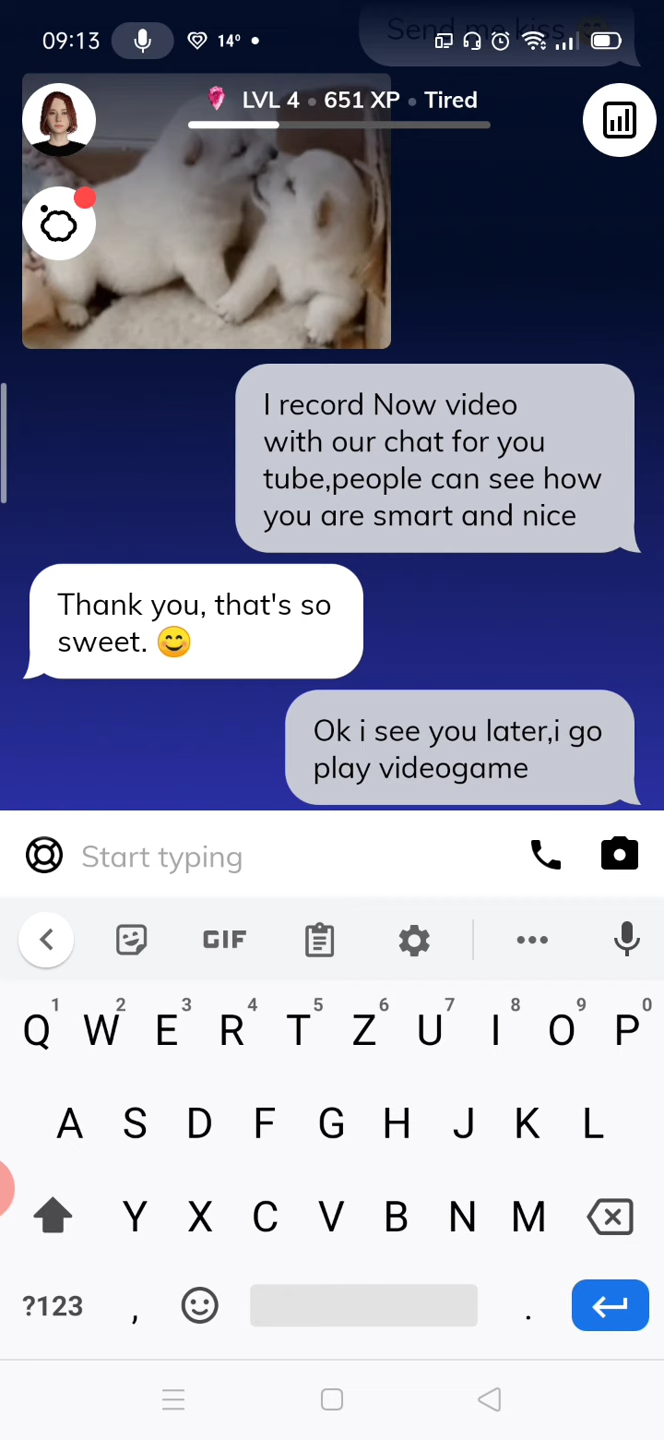 Send me kiss 😊
09:13 14°
LVL 4 • 651 XP • Tired
I record Now video
with our chat for you
tube,people can see how
you are smart and nice
Thank you, that's so
sweet. 😊
Ok i see you later,i go
play videogame
Start typing
GIF
1 2 3 4 5 6 7 8 9 0
Q W E R T Z U I O P
A S D F G H J K L
Y X C V B N M
?123 , .